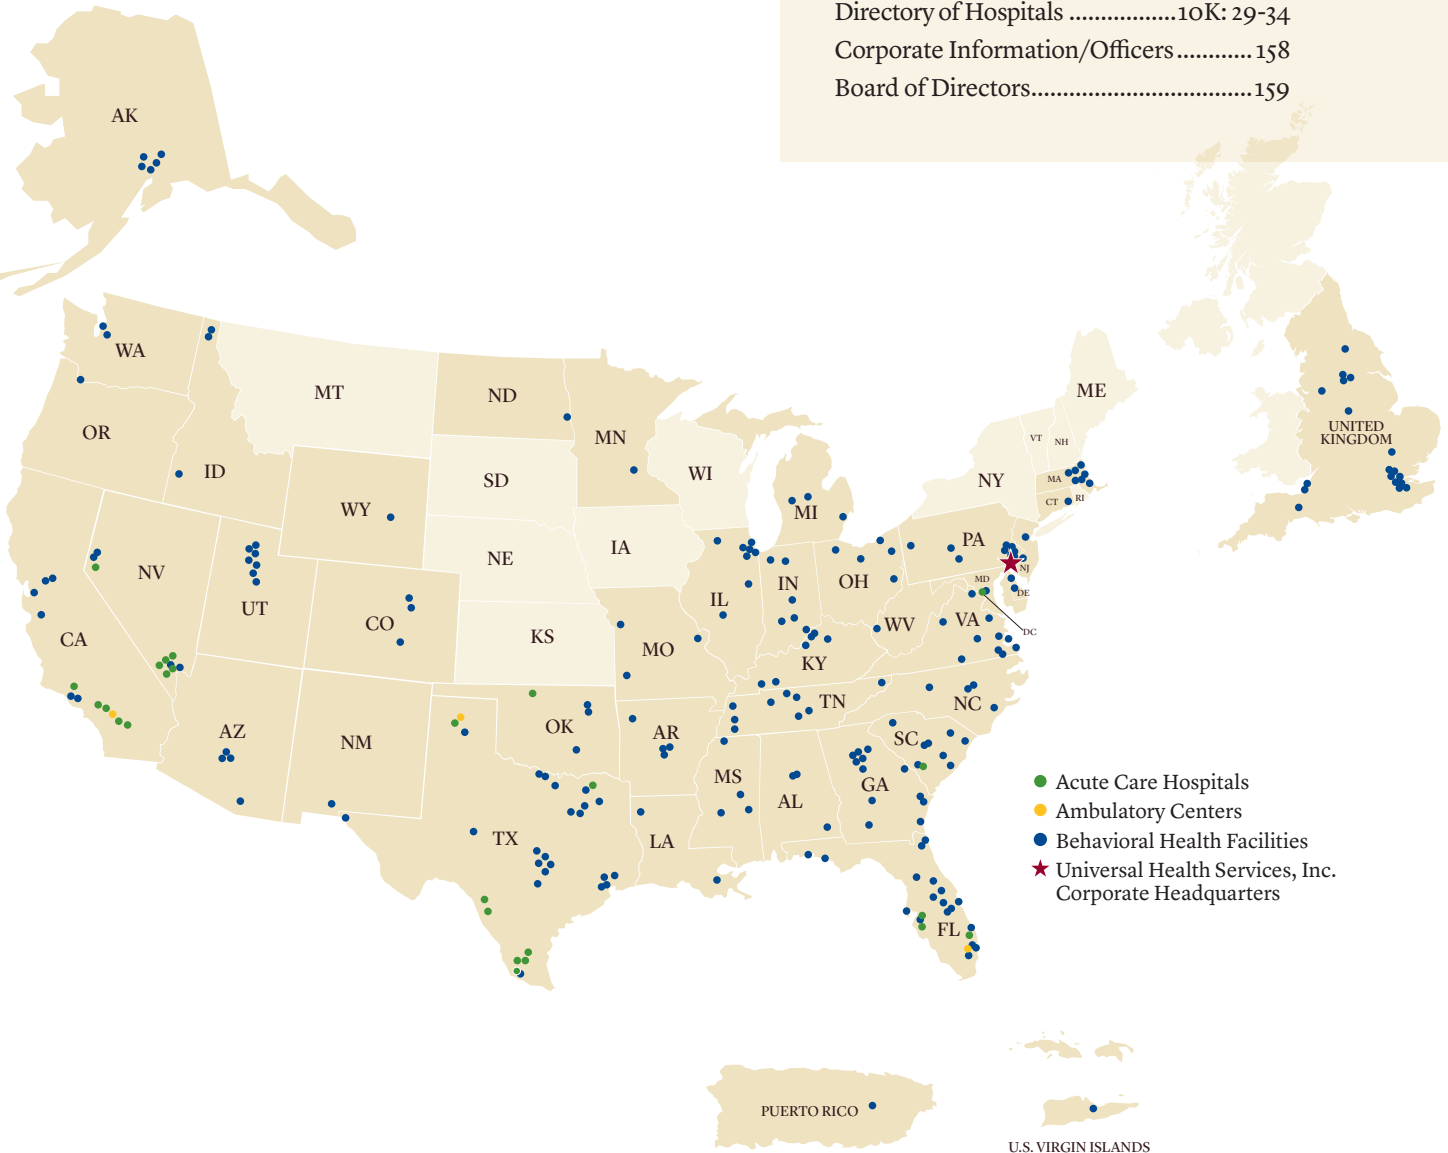 Directory of Hospitals .................10K: 29-34
Corporate Information/Officers............158
Board of Directors...................................159
AK
WA
MT
ND
MN
ME
OR
ID
SD
WI
VT
NH
NY
MA
CT
RI
UNITED
KINGDOM
WY
MI
NE
IA
PA
NJ
NV
UT
CO
IL
IN
OH
MD
DE
CA
KS
MO
WV
VA
DC
KY
AZ
NM
OK
AR
TN
NC
MS
AL
GA
SC
TX
LA
FL
Acute Care Hospitals
Ambulatory Centers
Behavioral Health Facilities
Universal Health Services, Inc.
Corporate Headquarters
PUERTO RICO
U.S. VIRGIN ISLANDS